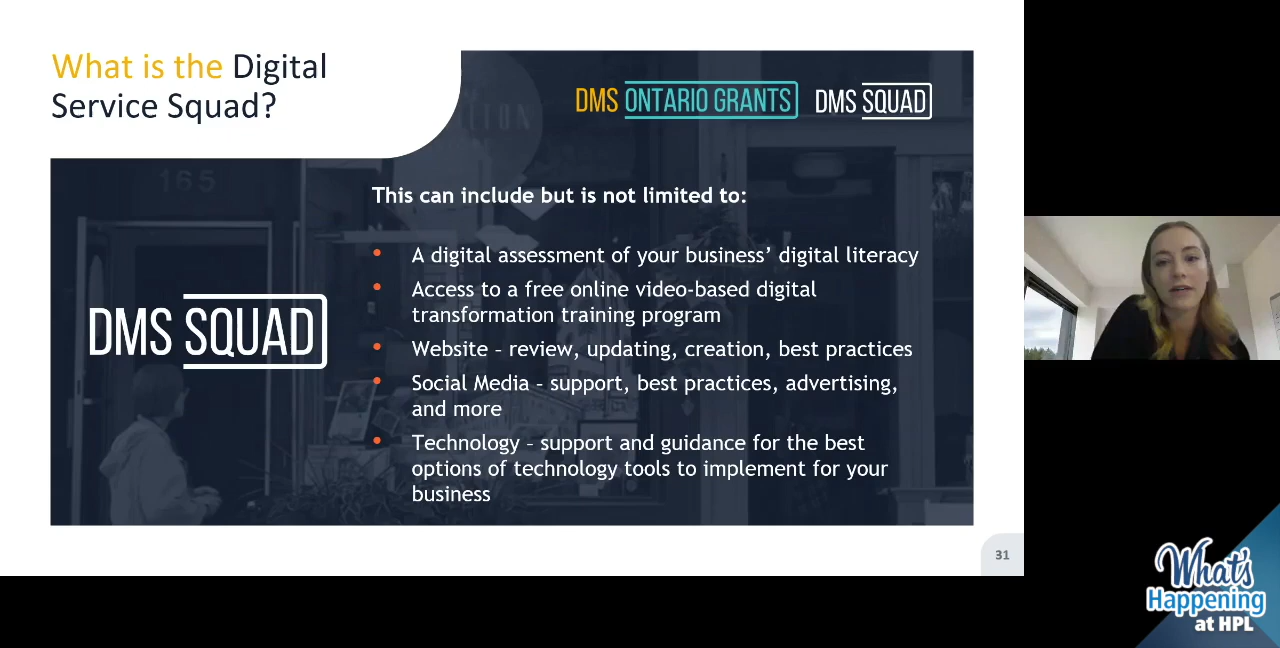 What is the Digital
Service Squad?
DMS ONTARIO GRANTS
DMS SQUAD
165
This can include but is not limited to:
DMS SQUAD
• A digital assessment of your business’ digital literacy
• Access to a free online video-based digital
transformation training program
• Website – review, updating, creation, best practices
• Social Media – support, best practices, advertising,
and more
• Technology – support and guidance for the best
options of technology tools to implement for your
business
31
What's
Happening
at HPL